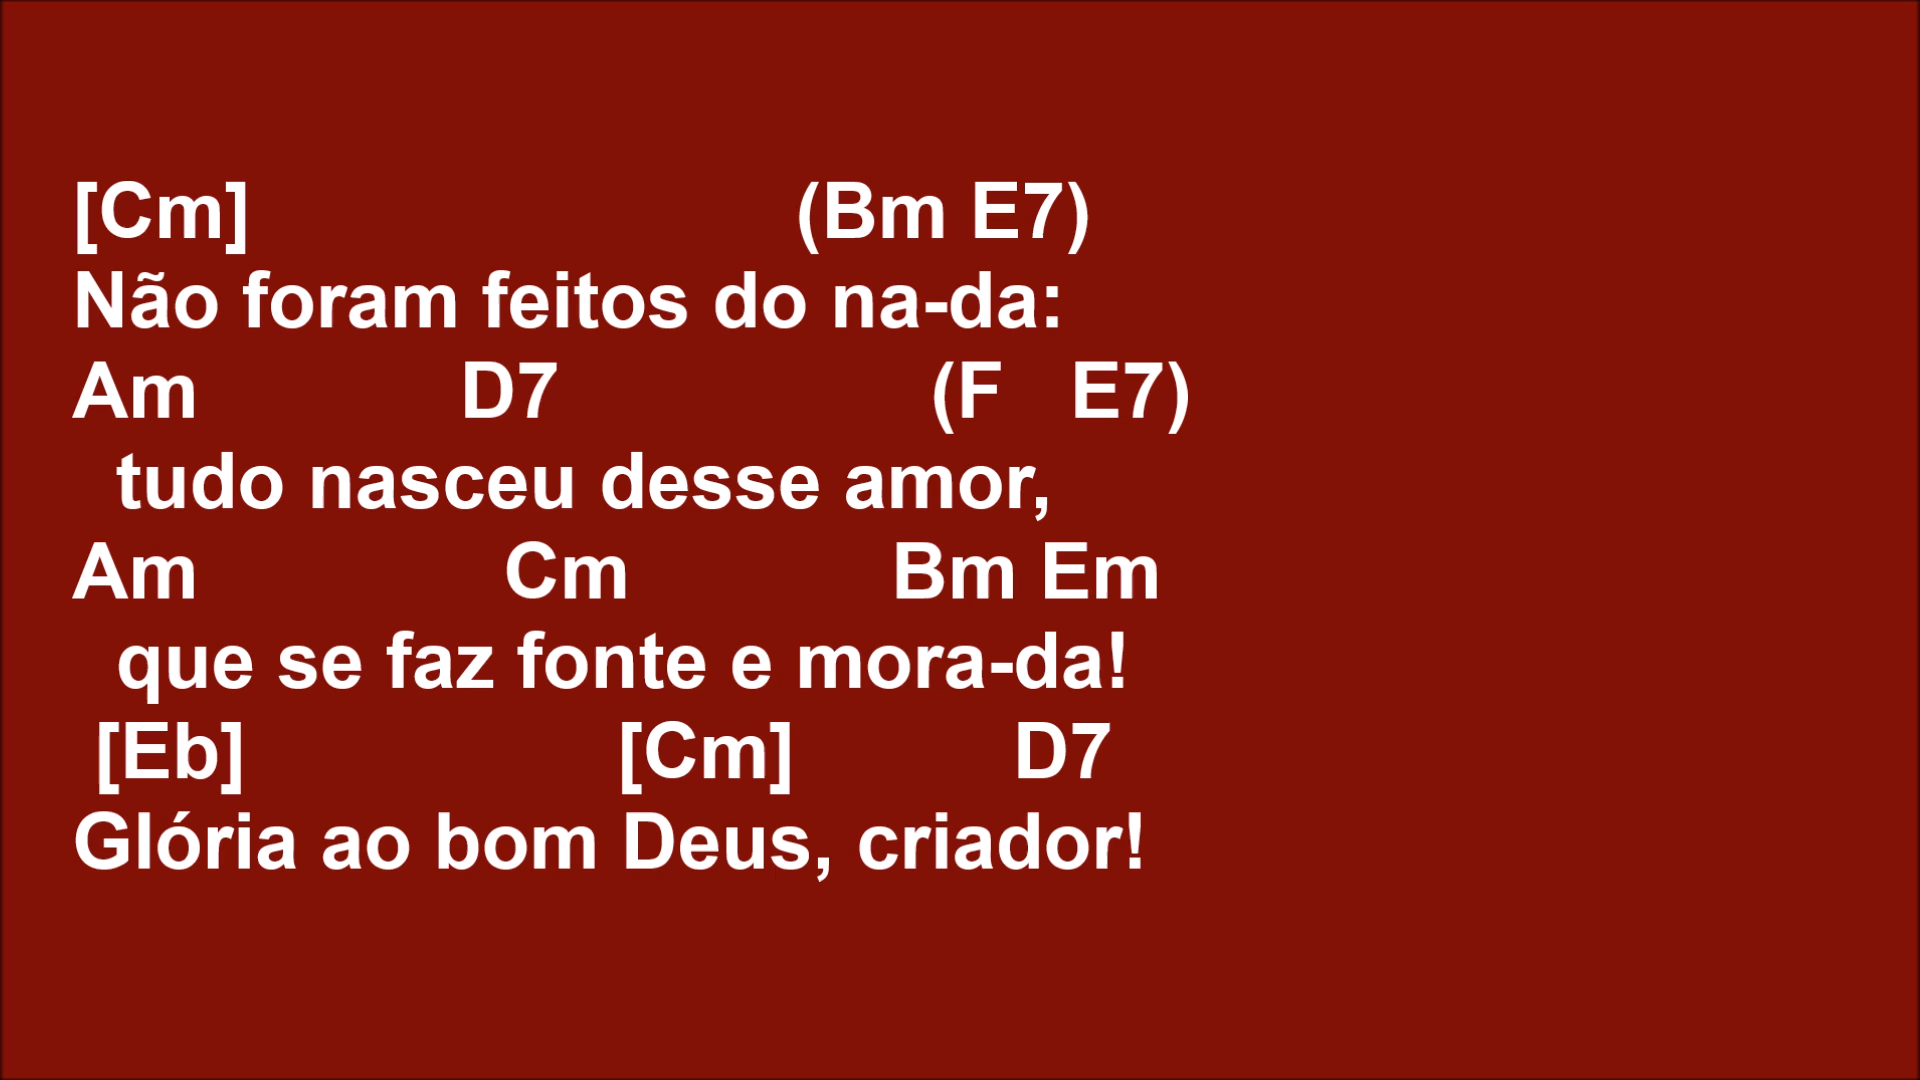 [Cm] (Bm E7)
Não foram feitos do na-da:
Am D7 (F E7)
tudo nasceu desse amor,
Am Cm Bm Em
que se faz fonte e mora-da!
[Eb] [Cm] D7
Glória ao bom Deus, criador!